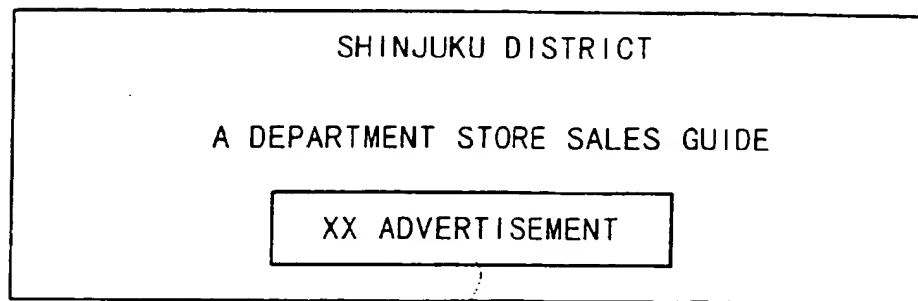 SHINJUKU DISTRICT
A DEPARTMENT STORE SALES GUIDE
XX ADVERTISEMENT